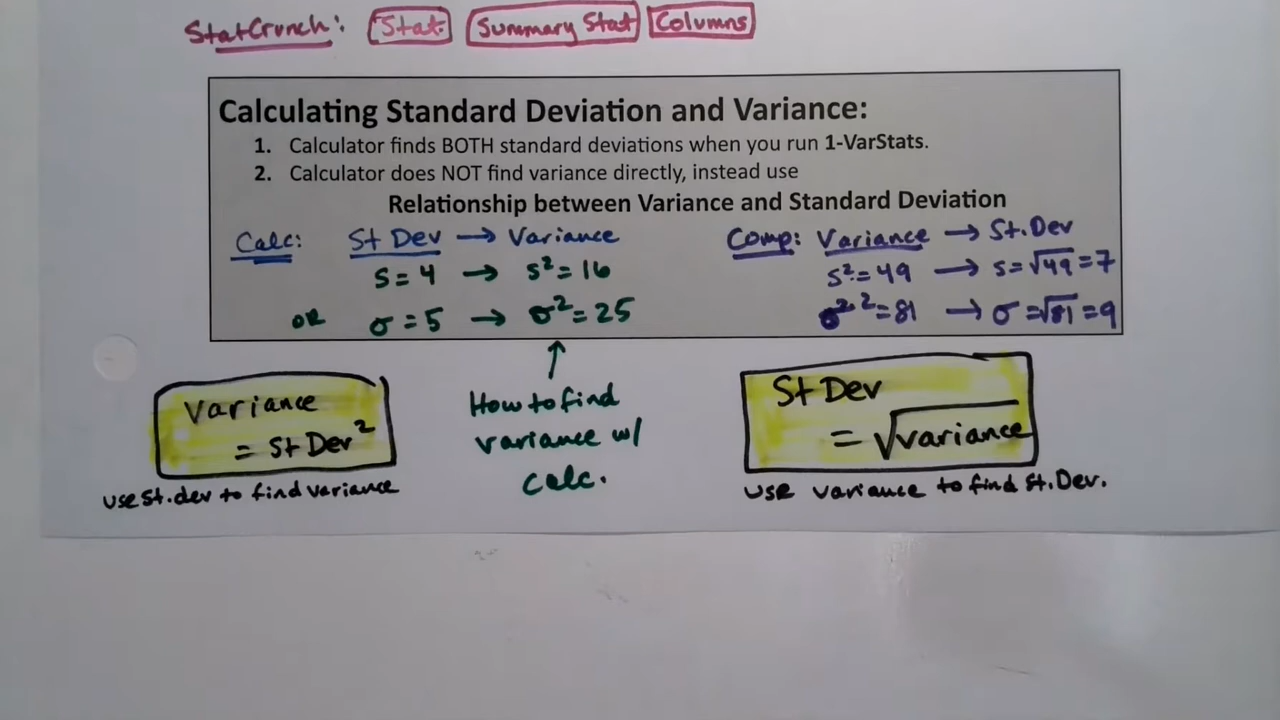 StatCrunch: Stat Summary Stat Columns
Calculating Standard Deviation and Variance:
1. Calculator finds BOTH standard deviations when you run 1-VarStats.
2. Calculator does NOT find variance directly, instead use
Relationship between Variance and Standard Deviation
Calc: St Dev → Variance
s = 4 → s² = 16
OR σ = 5 → σ² = 25
Comp: Variance → St. Dev
s² = 49 → s = √49 = 7
σ² = 81 → σ = √81 = 9
Variance
= St Dev²
use st. dev to find variance
↑
How to find
variance w/
calc.
St Dev
= √variance
use variance to find St. Dev.